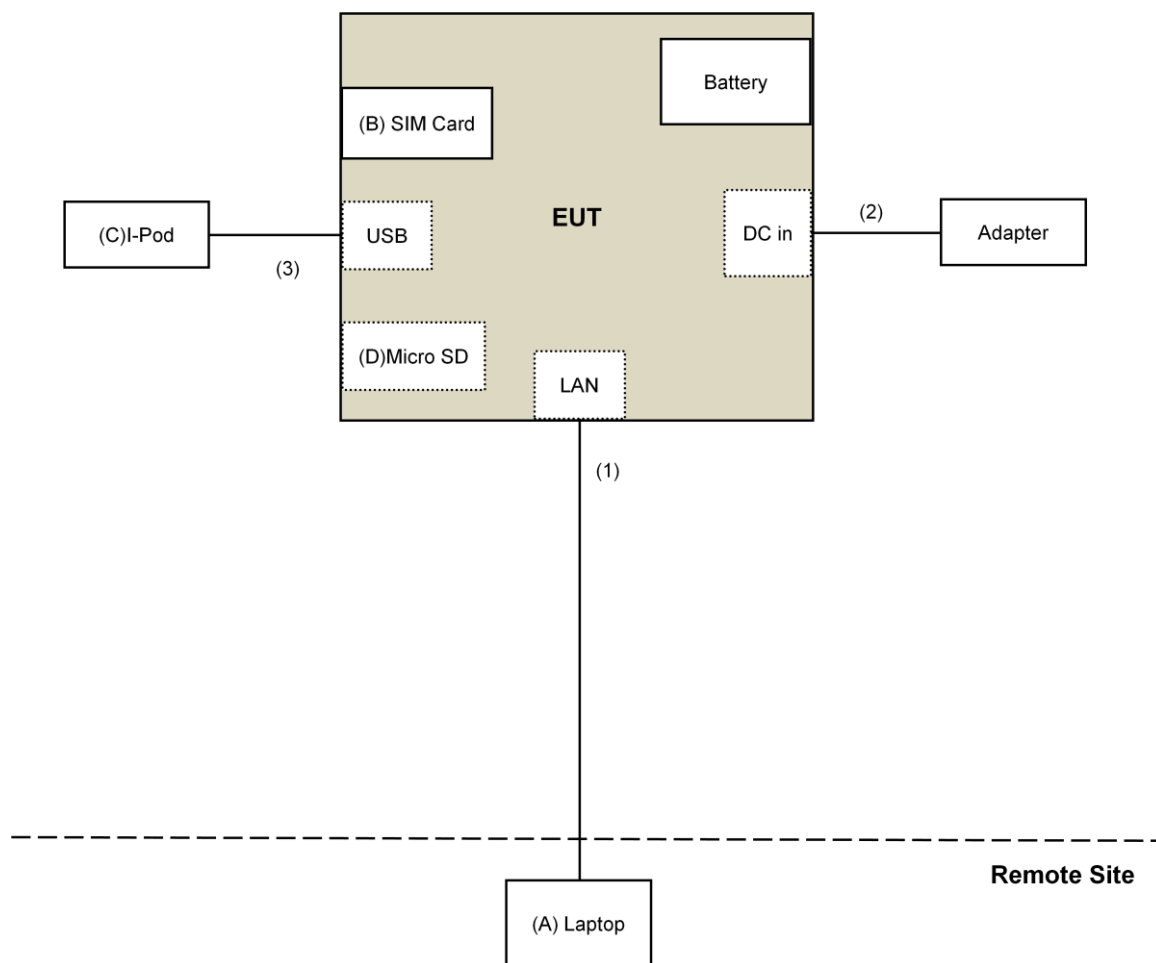 Battery
(B) SIM Card
EUT
(2)
(C)I-Pod
USB
DC in
Adapter
(3)
(D)Micro SD
LAN
(1)
Remote Site
(A) Laptop